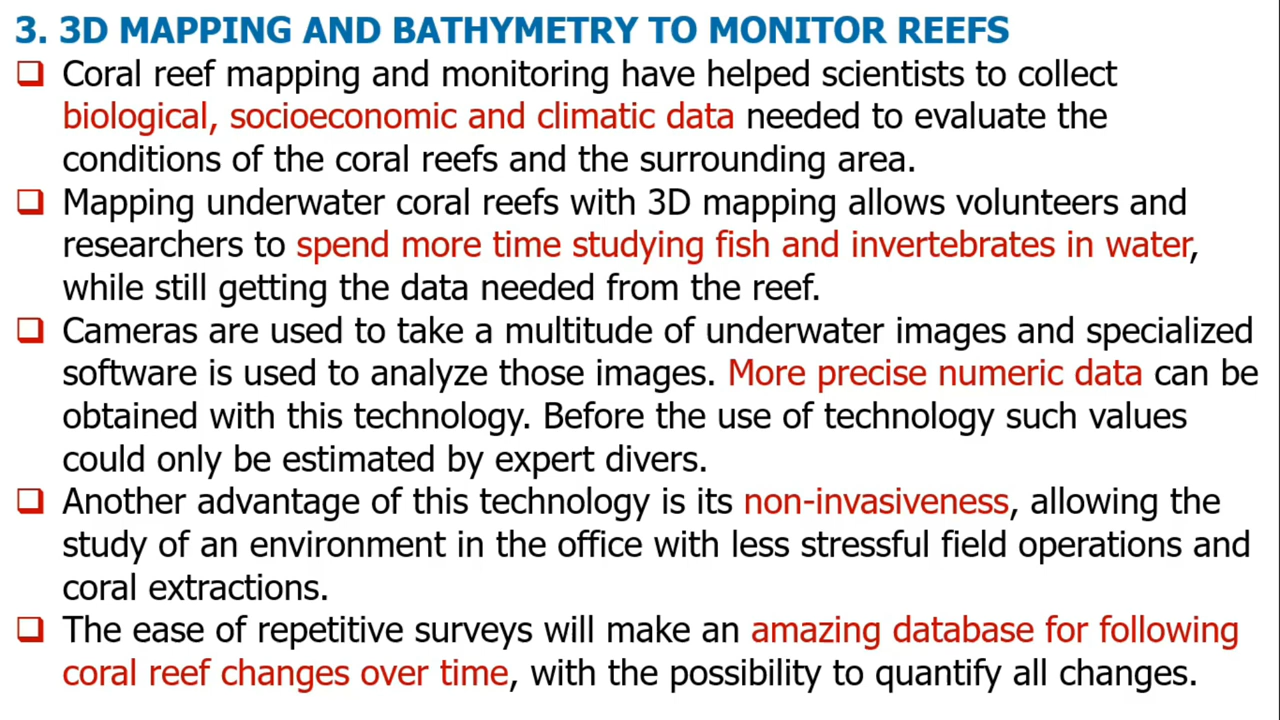 3. 3D MAPPING AND BATHYMETRY TO MONITOR REEFS
Coral reef mapping and monitoring have helped scientists to collect
biological, socioeconomic and climatic data needed to evaluate the
conditions of the coral reefs and the surrounding area.
Mapping underwater coral reefs with 3D mapping allows volunteers and
researchers to spend more time studying fish and invertebrates in water,
while still getting the data needed from the reef.
Cameras are used to take a multitude of underwater images and specialized
software is used to analyze those images. More precise numeric data can be
obtained with this technology. Before the use of technology such values
could only be estimated by expert divers.
Another advantage of this technology is its non-invasiveness, allowing the
study of an environment in the office with less stressful field operations and
coral extractions.
The ease of repetitive surveys will make an amazing database for following
coral reef changes over time, with the possibility to quantify all changes.